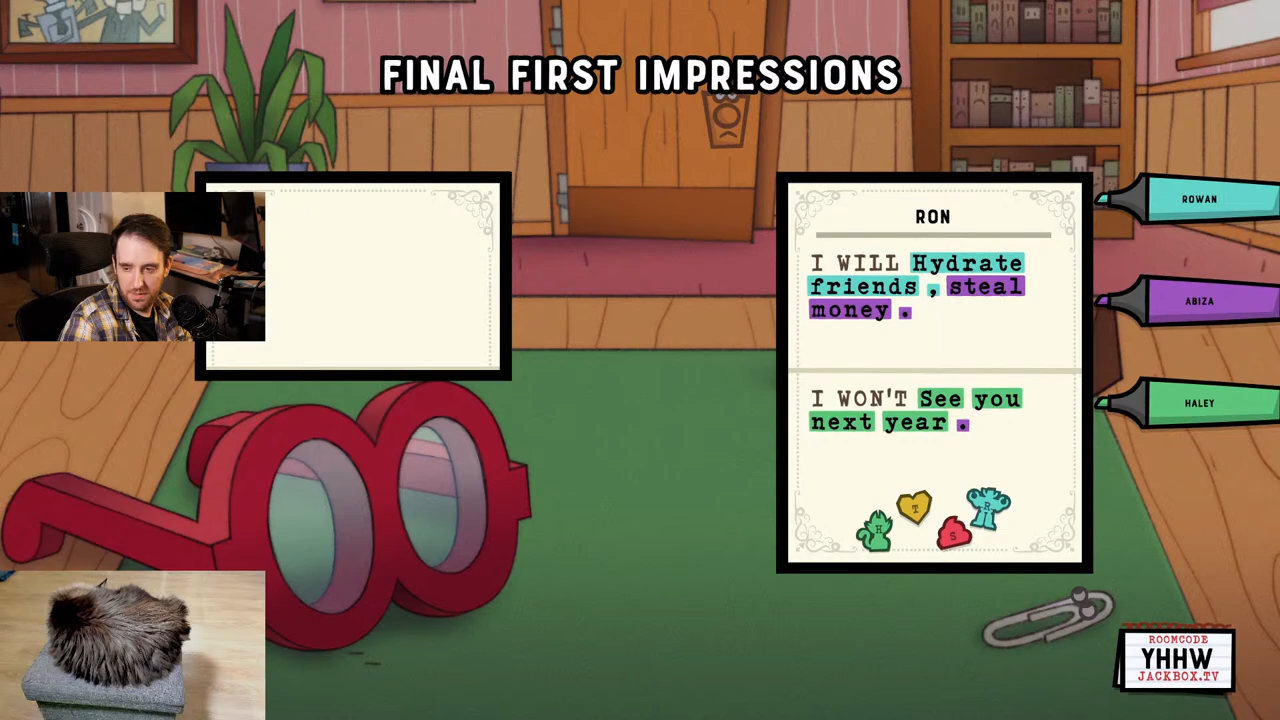 FINAL FIRST IMPRESSIONS
RON
I WILL Hydrate
friends , steal
money .
I WON'T See you
next year .
H
T
S
R
ROWAN
ABIZA
HALEY
ROOMCODE
YHHW
JACKBOX.TV